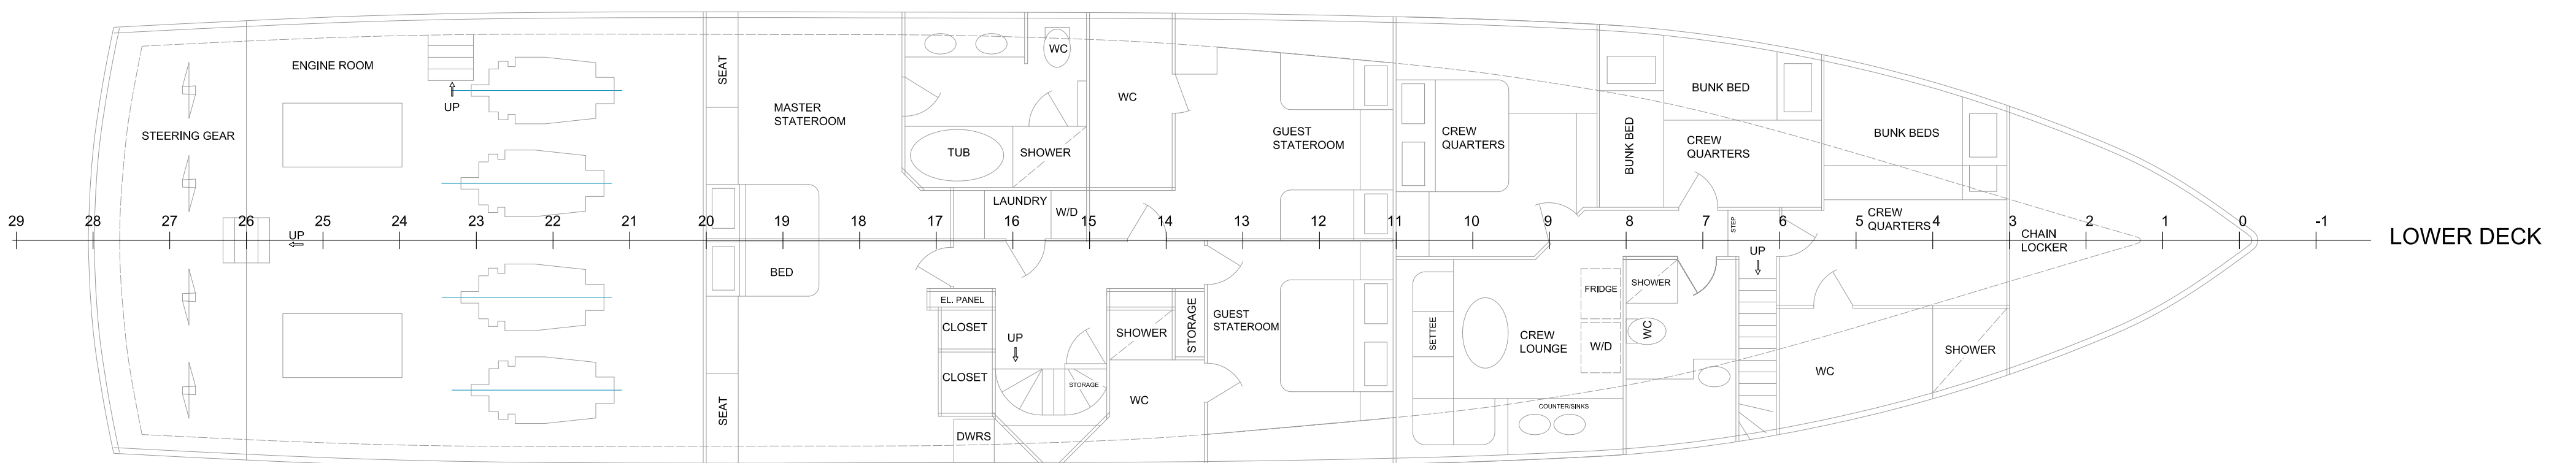 ENGINE ROOM
UP
STEERING GEAR
UP
SEAT
MASTER
STATEROOM
BED
SEAT
WC
TUB
SHOWER
WC
LAUNDRY
W/D
EL. PANEL
CLOSET
CLOSET
DWRS
UP
STORAGE
SHOWER
STORAGE
WC
GUEST
STATEROOM
GUEST
STATEROOM
CREW
QUARTERS
BUNK BED
BUNK BED
CREW
QUARTERS
BUNK BEDS
CREW
QUARTERS
STEP
UP
SETTEE
CREW
LOUNGE
FRIDGE
W/D
COUNTER/SINKS
SHOWER
WC
WC
SHOWER
CHAIN
LOCKER
29 28 27 26 25 24 23 22 21 20 19 18 17 16 15 14 13 12 11 10 9 8 7 6 5 4 3 2 1 0 -1
LOWER DECK